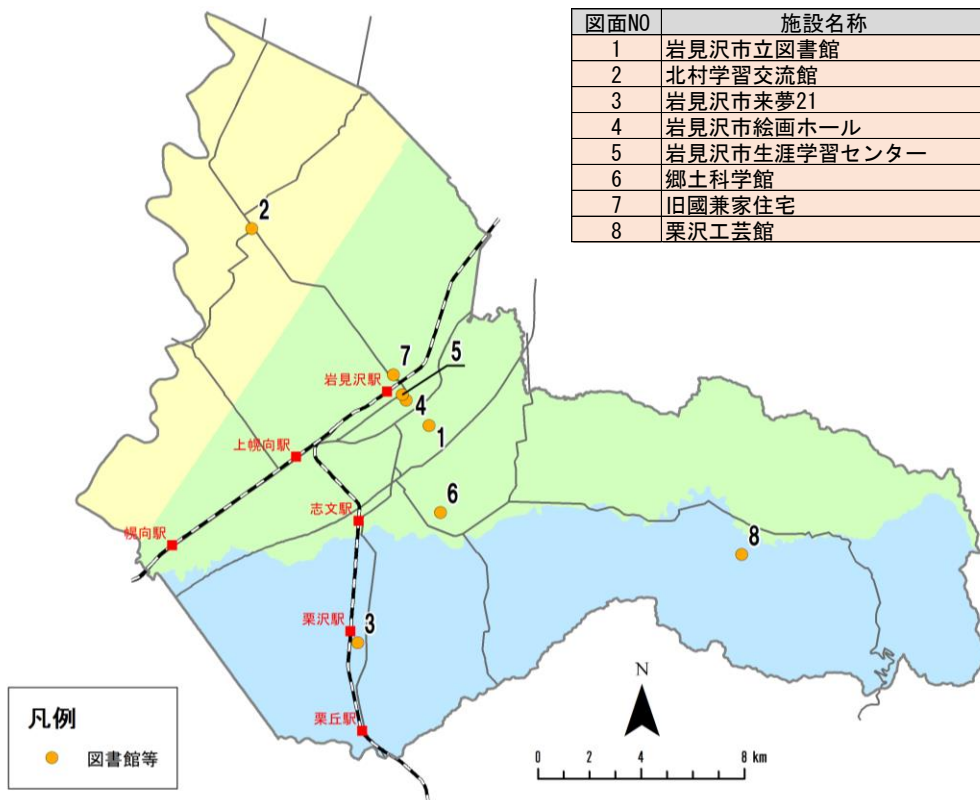 図面NO 施設名称
1 岩見沢市立図書館
2 北村学習交流館
3 岩見沢市来夢21
4 岩見沢市絵画ホール
5 岩見沢市生涯学習センター
6 郷土科学館
7 旧國兼家住宅
8 栗沢工芸館
2
7
5
岩見沢駅
4
1
上幌向駅
6
志文駅
幌向駅
8
栗沢駅
3
N
栗丘駅
凡例
図書館等
0 2 4 8 km